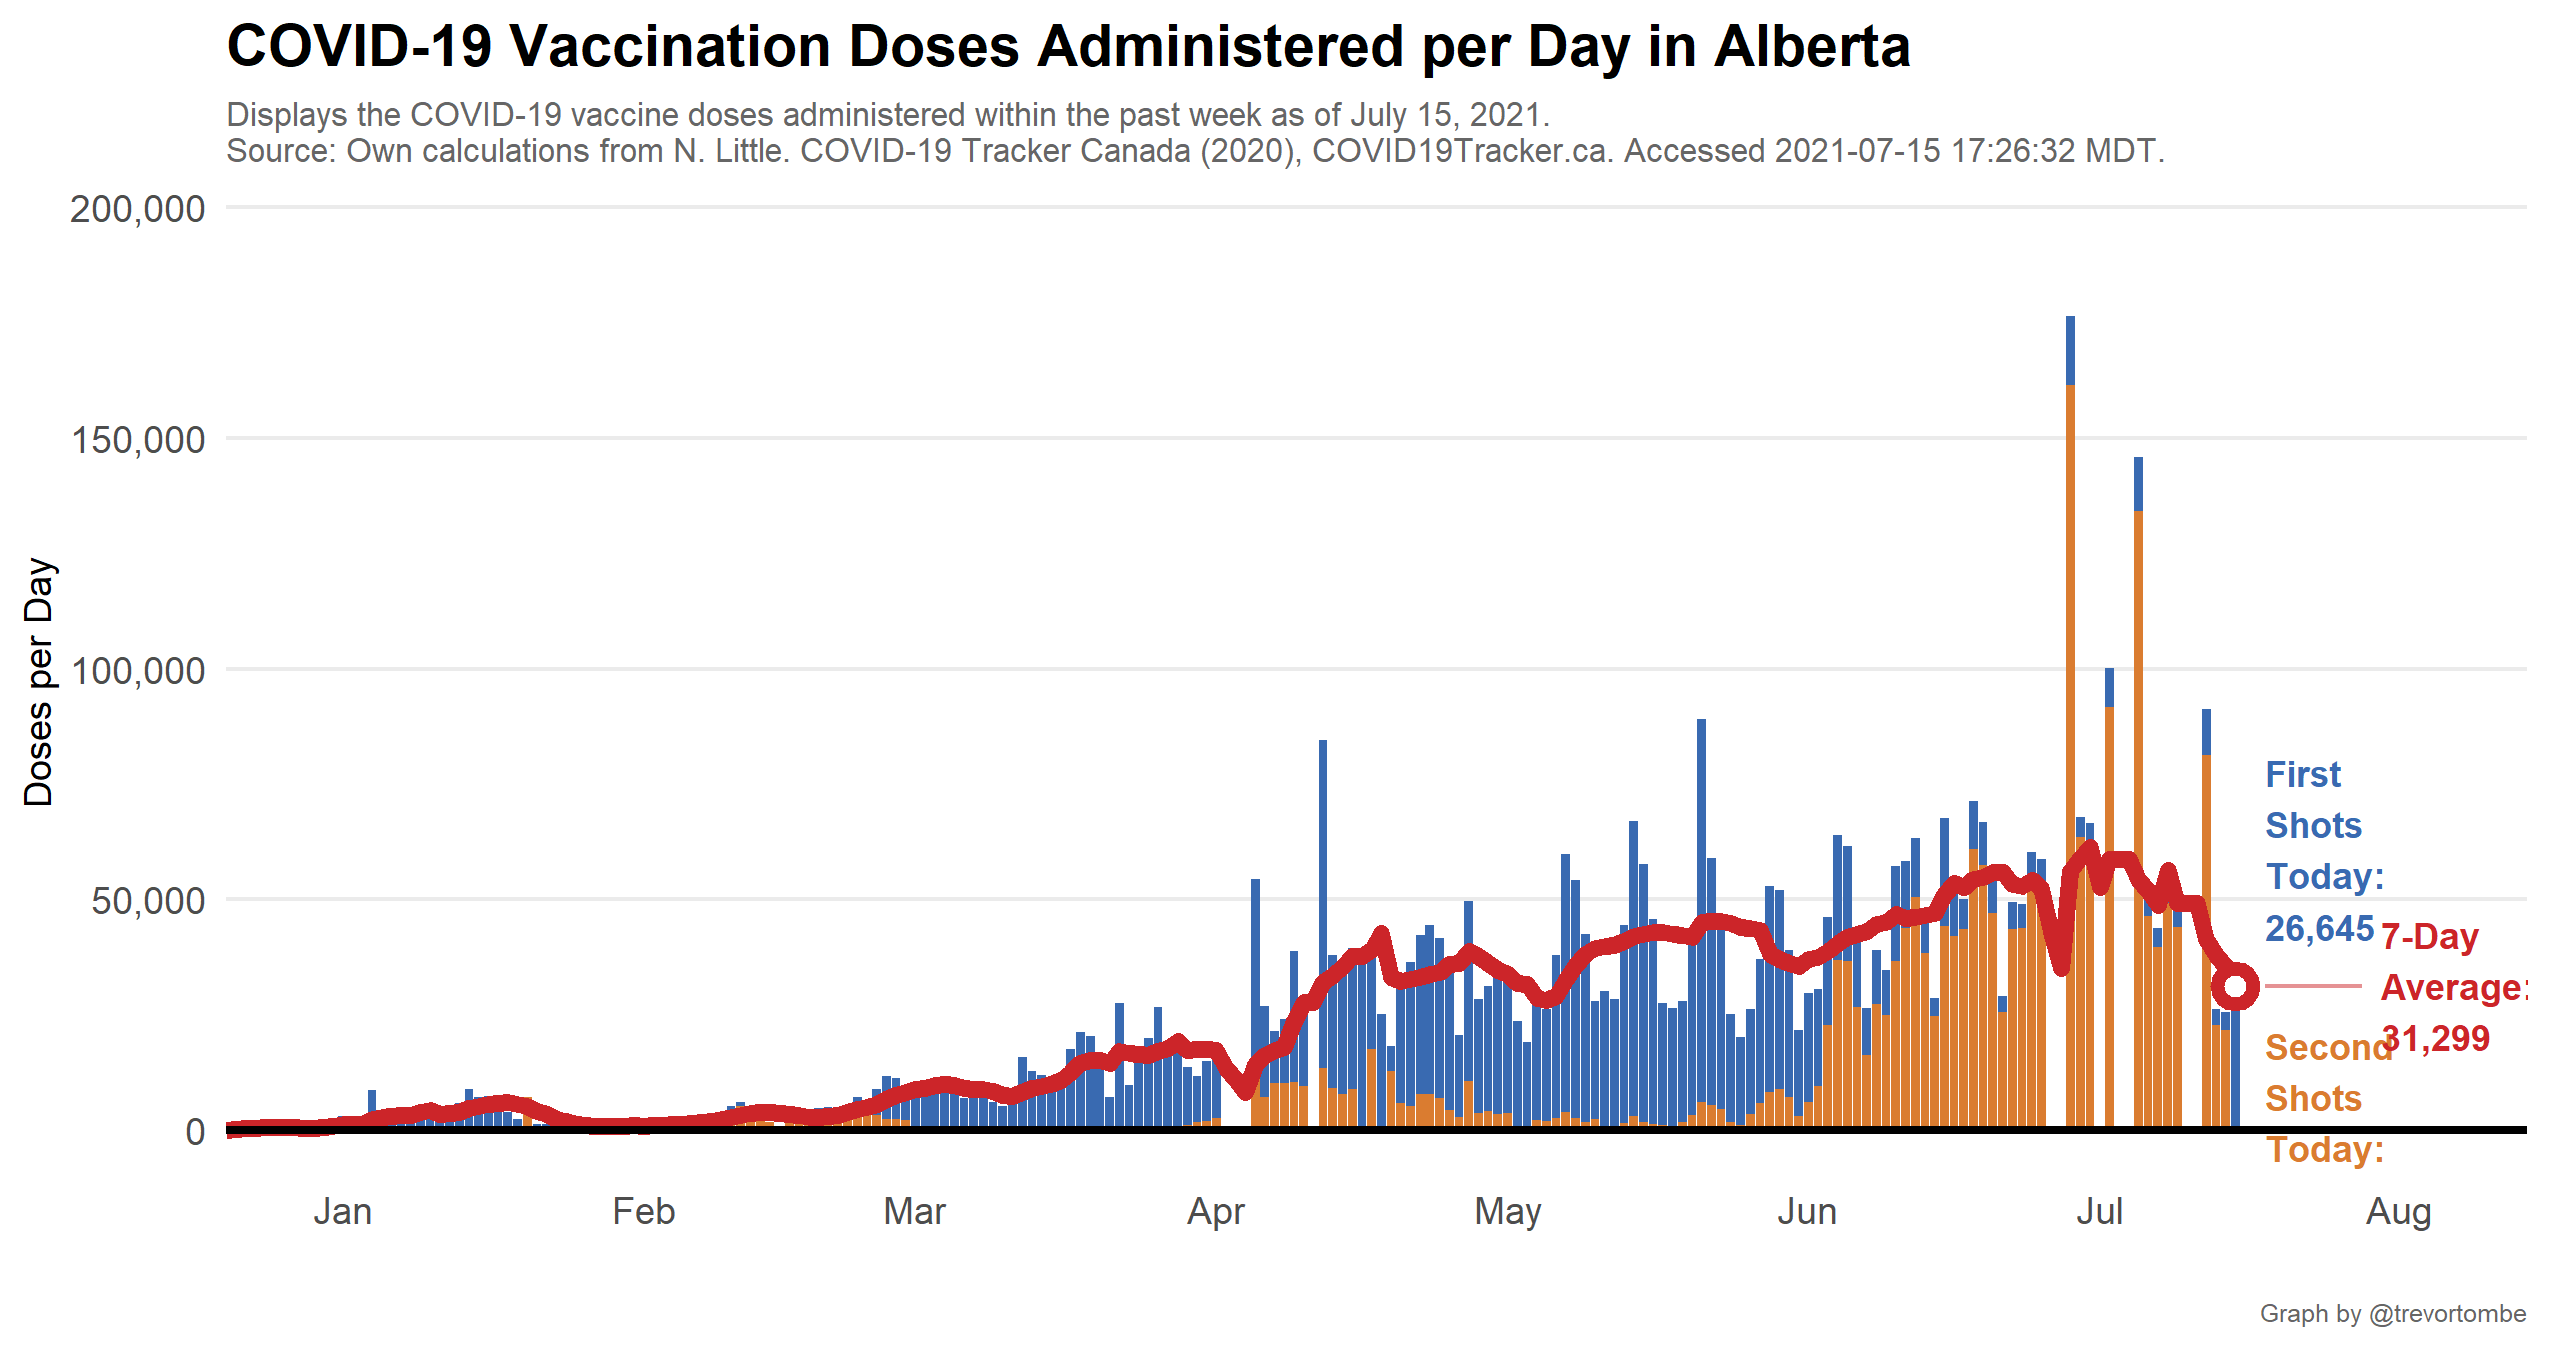 COVID-19 Vaccination Doses Administered per Day in Alberta
Displays the COVID-19 vaccine doses administered within the past week as of July 15, 2021.
Source: Own calculations from N. Little. COVID-19 Tracker Canada (2020), COVID19Tracker.ca. Accessed 2021-07-15 17:26:32 MDT.
Doses per Day
200,000
150,000
100,000
50,000
0
First
Shots
Today:
26,645
7-Day
Average:
31,299
Second
Shots
Today:
Jan Feb Mar Apr May Jun Jul Aug
Graph by @trevortombe